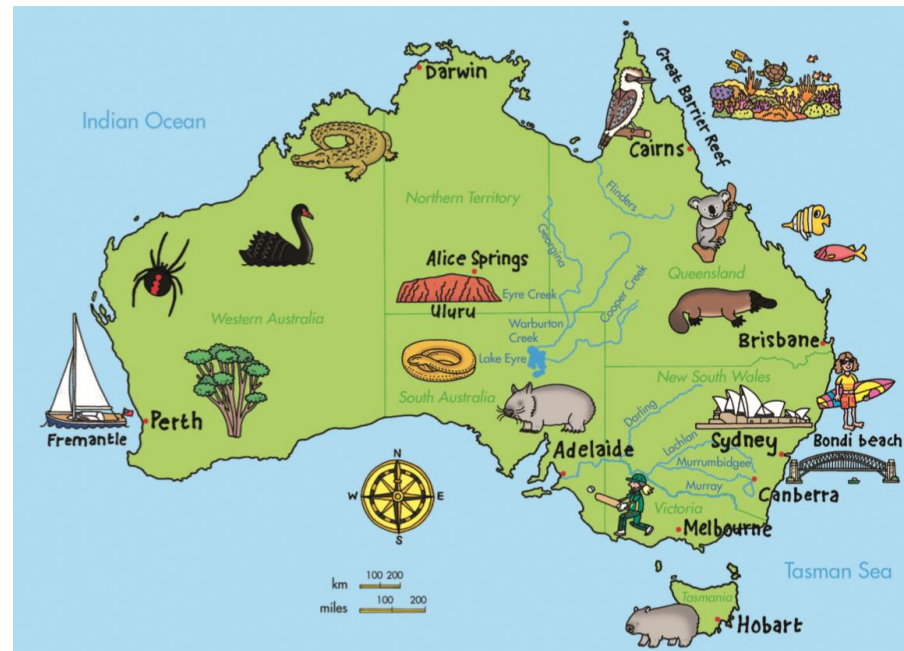 Darwin
Great Barrier Reef
Indian Ocean
Cairns
Flinders
Northern Territory
Georgina
Alice Springs
Queensland
Eyre Creek
Cooper Creek
Uluru
Western Australia
Warburton
Creek
Brisbane
Lake Eyre
New South Wales
South Australia
Darling
Perth
Fremantle
Lachlan
Sydney
Bondi beach
Adelaide
Murrumbidgee
N
W
E
S
Murray
Canberra
Victoria
Melbourne
km 100 200
miles 100 200
Tasman Sea
Tasmania
Hobart